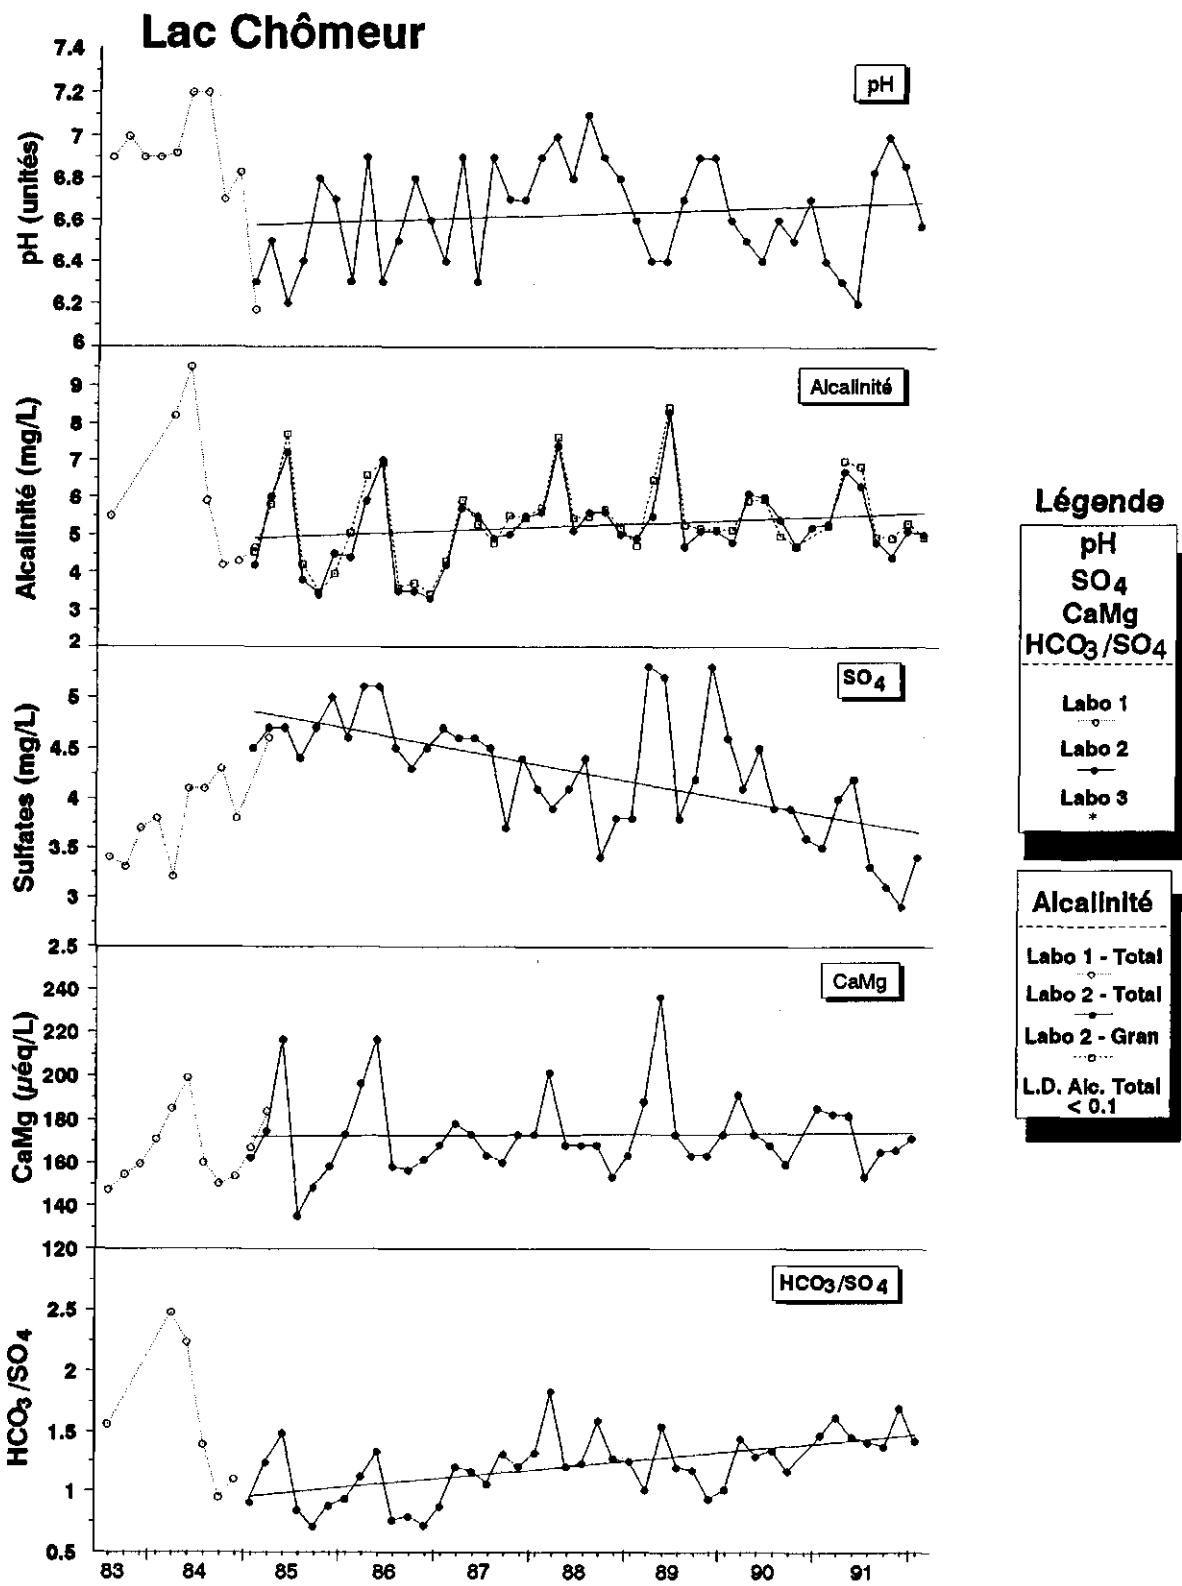 Lac Chômeur
pH (unités)
7.4
7.2
7
6.8
6.6
6.4
6.2
6
pH
Alcalinité (mg/L)
9
8
7
6
5
4
3
2
Alcalinité
Sulfates (mg/L)
5
4.5
4
3.5
3
2.5
SO4
CaMg (µéq/L)
240
220
200
180
160
140
120
CaMg
HCO3/SO4
2.5
2
1.5
1
0.5
HCO3/SO4
83 84 85 86 87 88 89 90 91
Légende
pH
SO4
CaMg
HCO3/SO4
Labo 1
Labo 2
Labo 3
*
Alcalinité
Labo 1 - Total
Labo 2 - Total
Labo 2 - Gran
L.D. Alc. Total
< 0.1